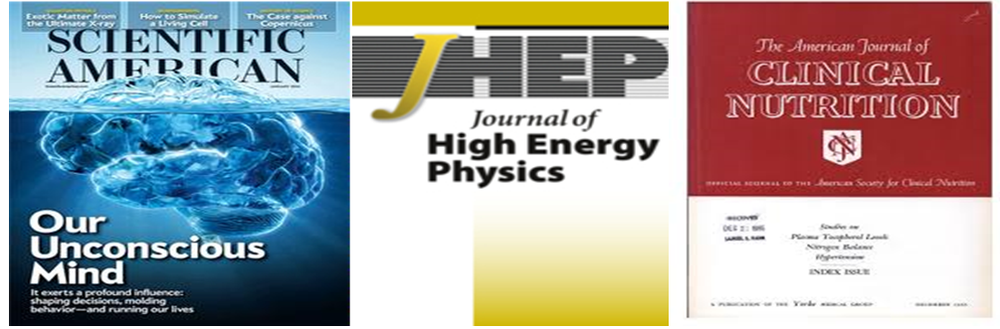 Exotic Matter from
the Ultimate X-ray
How to Simulate
a Living Cell
The Case against
Copernicus
SCIENTIFIC
AMERICAN
Our
Unconscious
Mind
It exerts a profound influence:
shaping decisions, molding
behavior—and running our lives
JHEP
Journal of
High Energy
Physics
The American Journal of
CLINICAL
NUTRITION
OFFICIAL JOURNAL OF THE American Society for Clinical Nutrition
RECEIVED
DEC 21
Studies on
Plasma Tocopherol Levels
Nitrogen Balance
Hypertension
INDEX ISSUE
A PUBLICATION OF THE Yorke MEDICAL GROUP
DECEMBER